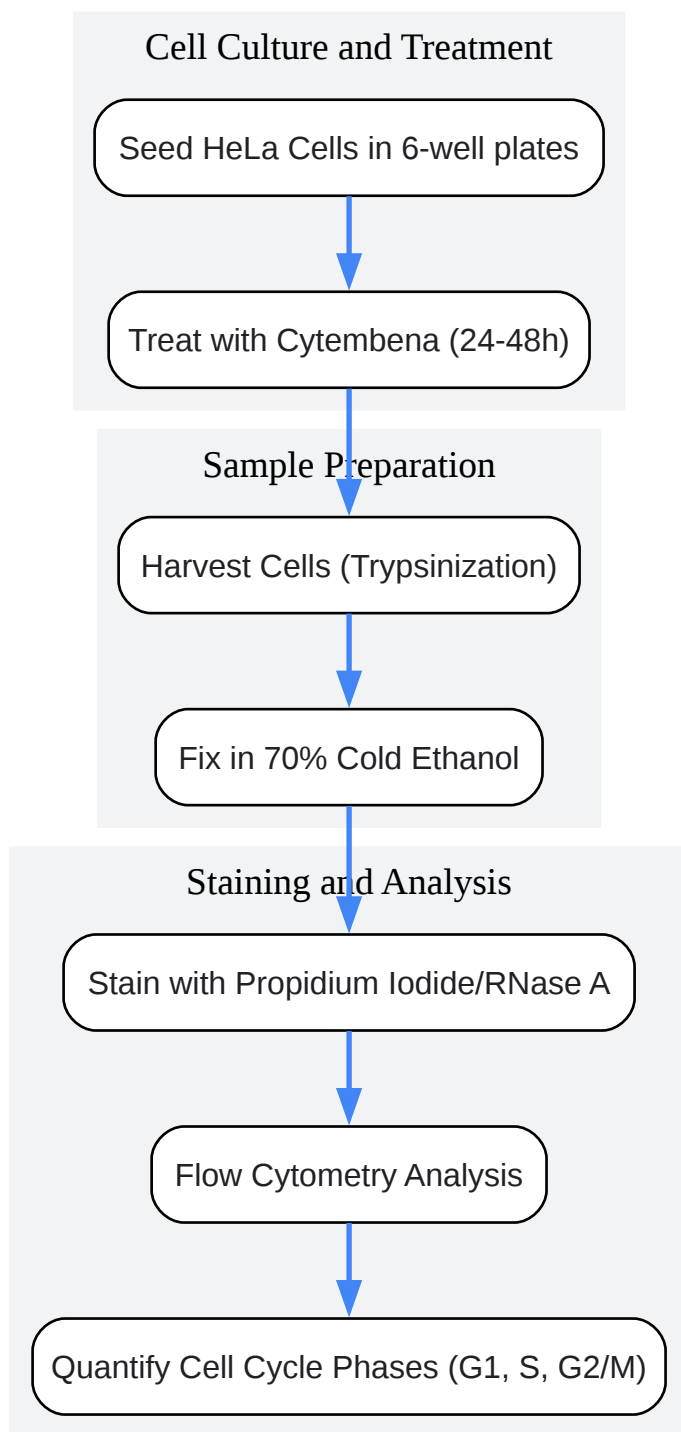 Cell Culture and Treatment
Seed HeLa Cells in 6-well plates
Treat with Cytembena (24-48h)
Sample Preparation
Harvest Cells (Trypsinization)
Fix in 70% Cold Ethanol
Staining and Analysis
Stain with Propidium Iodide/RNase A
Flow Cytometry Analysis
Quantify Cell Cycle Phases (G1, S, G2/M)